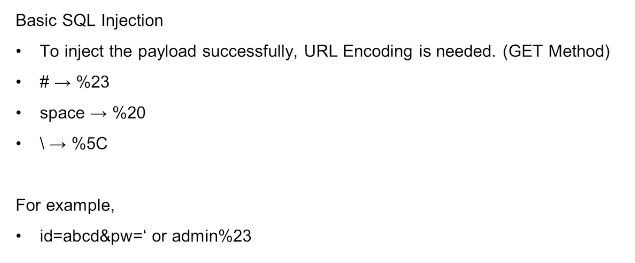 Basic SQL Injection
• To inject the payload successfully, URL Encoding is needed. (GET Method)
• # → %23
• space → %20
• \ → %5C
For example,
• id=abcd&pw=‘ or admin%23